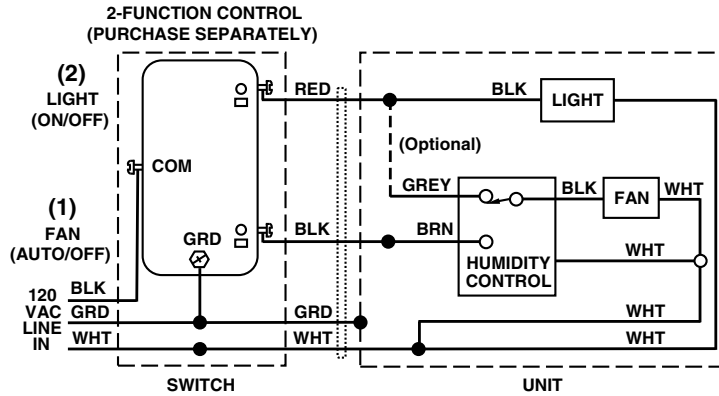 2-FUNCTION CONTROL
(PURCHASE SEPARATELY)
(2)
LIGHT
(ON/OFF)
RED
BLK
LIGHT
(Optional)
COM
GREY
BLK
FAN
WHT
(1)
FAN
(AUTO/OFF)
GRD
BLK
BRN
HUMIDITY
CONTROL
WHT
120
VAC
LINE
IN
BLK
GRD
GRD
WHT
WHT
WHT
WHT
SWITCH
UNIT